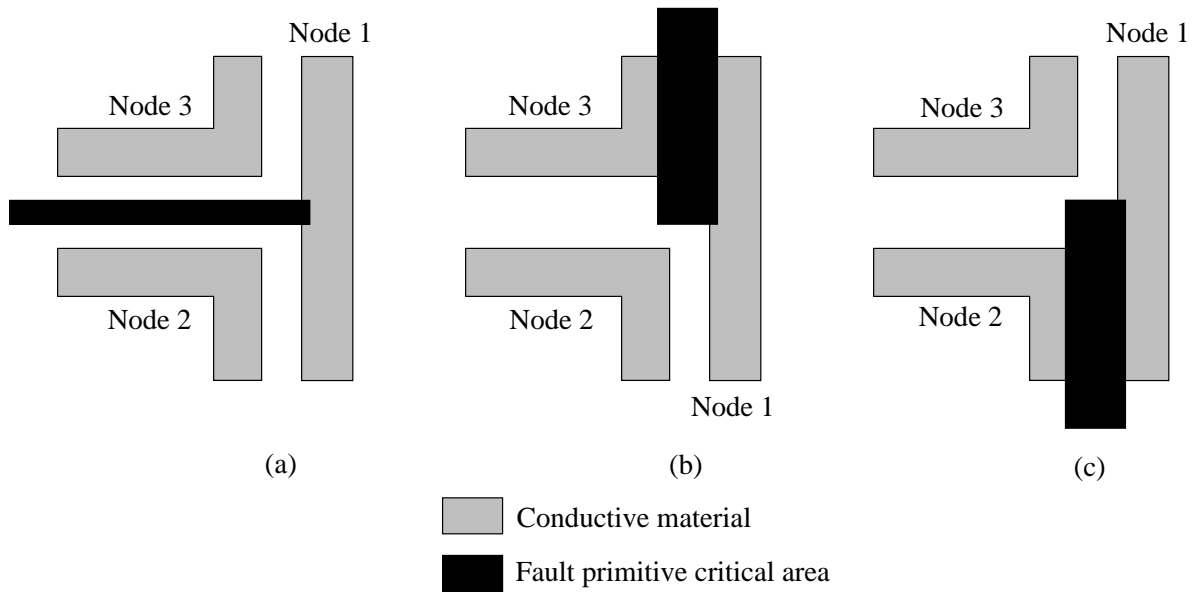 Node 1
Node 3
Node 2
(a)
Node 3
Node 2
Node 1
(b)
Node 1
Node 3
Node 2
(c)
Conductive material
Fault primitive critical area